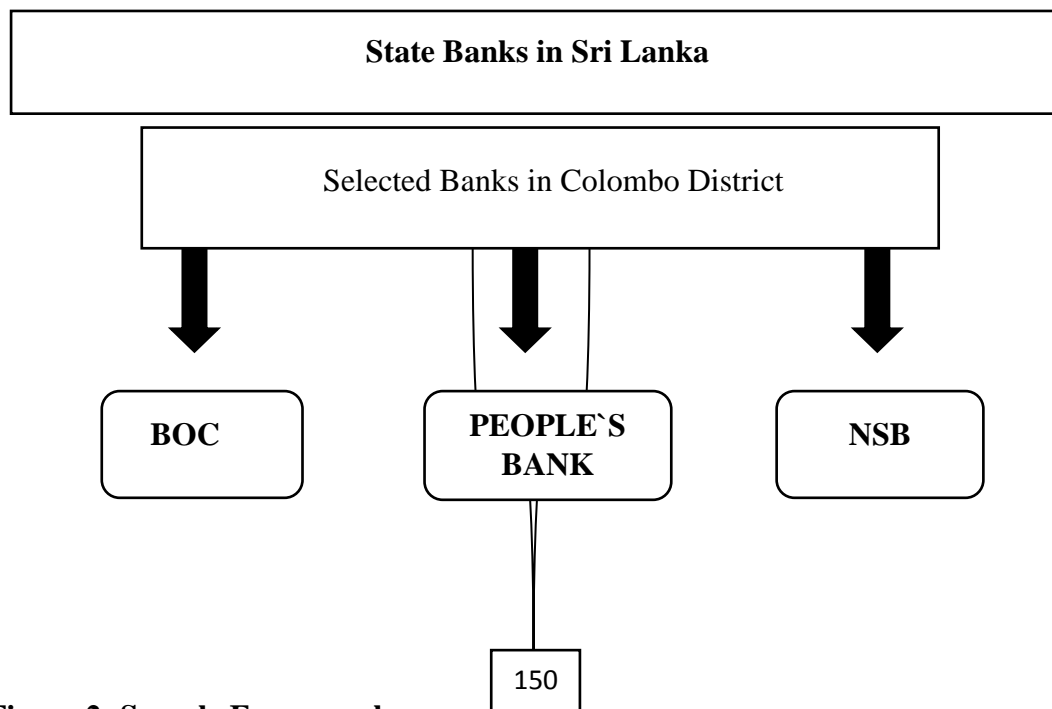 State Banks in Sri Lanka
Selected Banks in Colombo District
BOC
PEOPLE`S
BANK
NSB
150